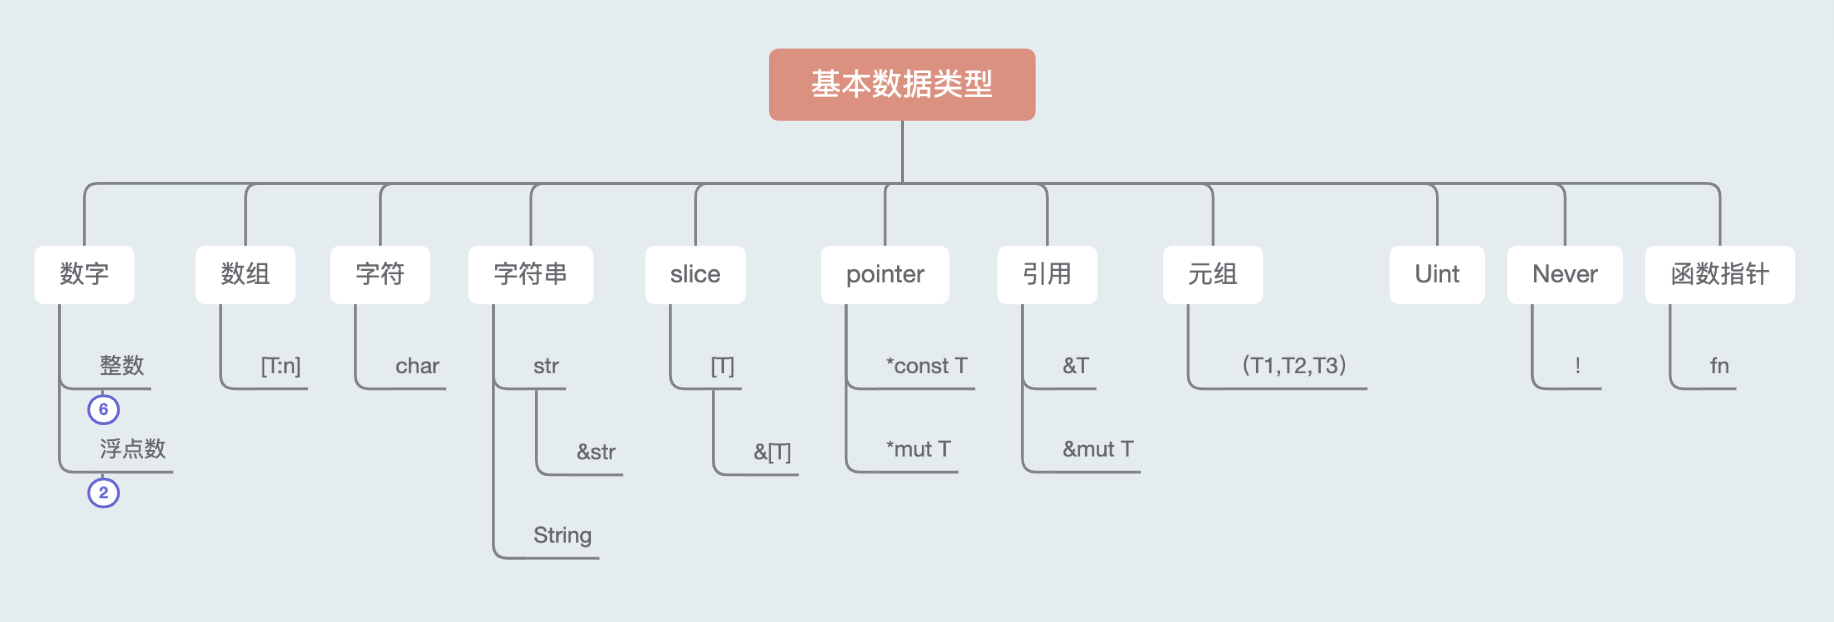 基本数据类型
数字
数组
字符
字符串
slice
pointer
引用
元组
Uint
Never
函数指针
整数
[T:n]
char
str
[T]
*const T
&T
(T1,T2,T3)
!
fn
6
浮点数
&str
&[T]
*mut T
&mut T
2
String